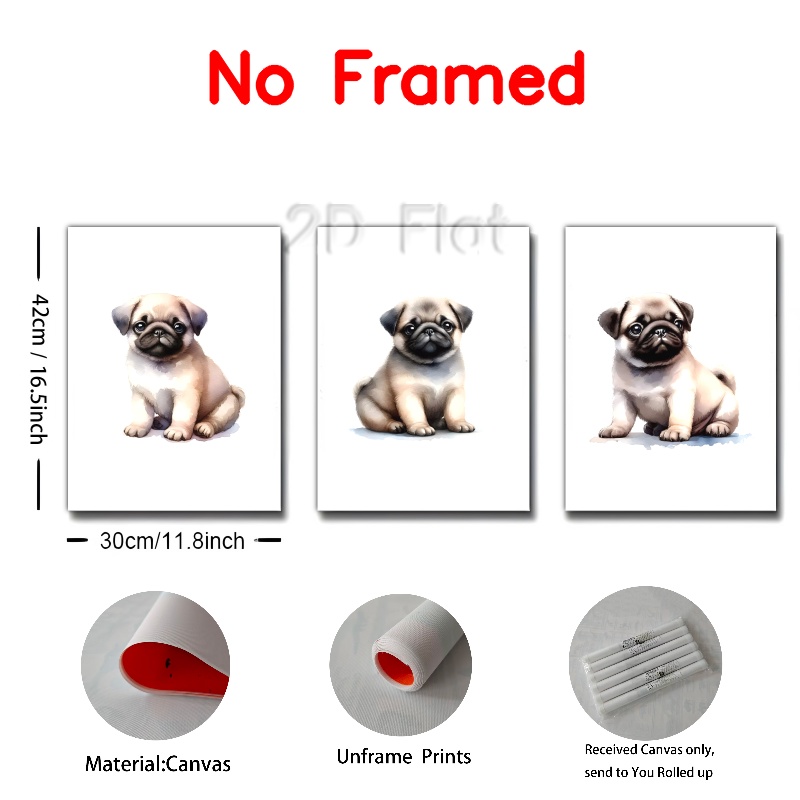 No Framed
2D Flat
42cm / 16.5inch
30cm/11.8inch
Material:Canvas
Unframe Prints
Received Canvas only,
send to You Rolled up